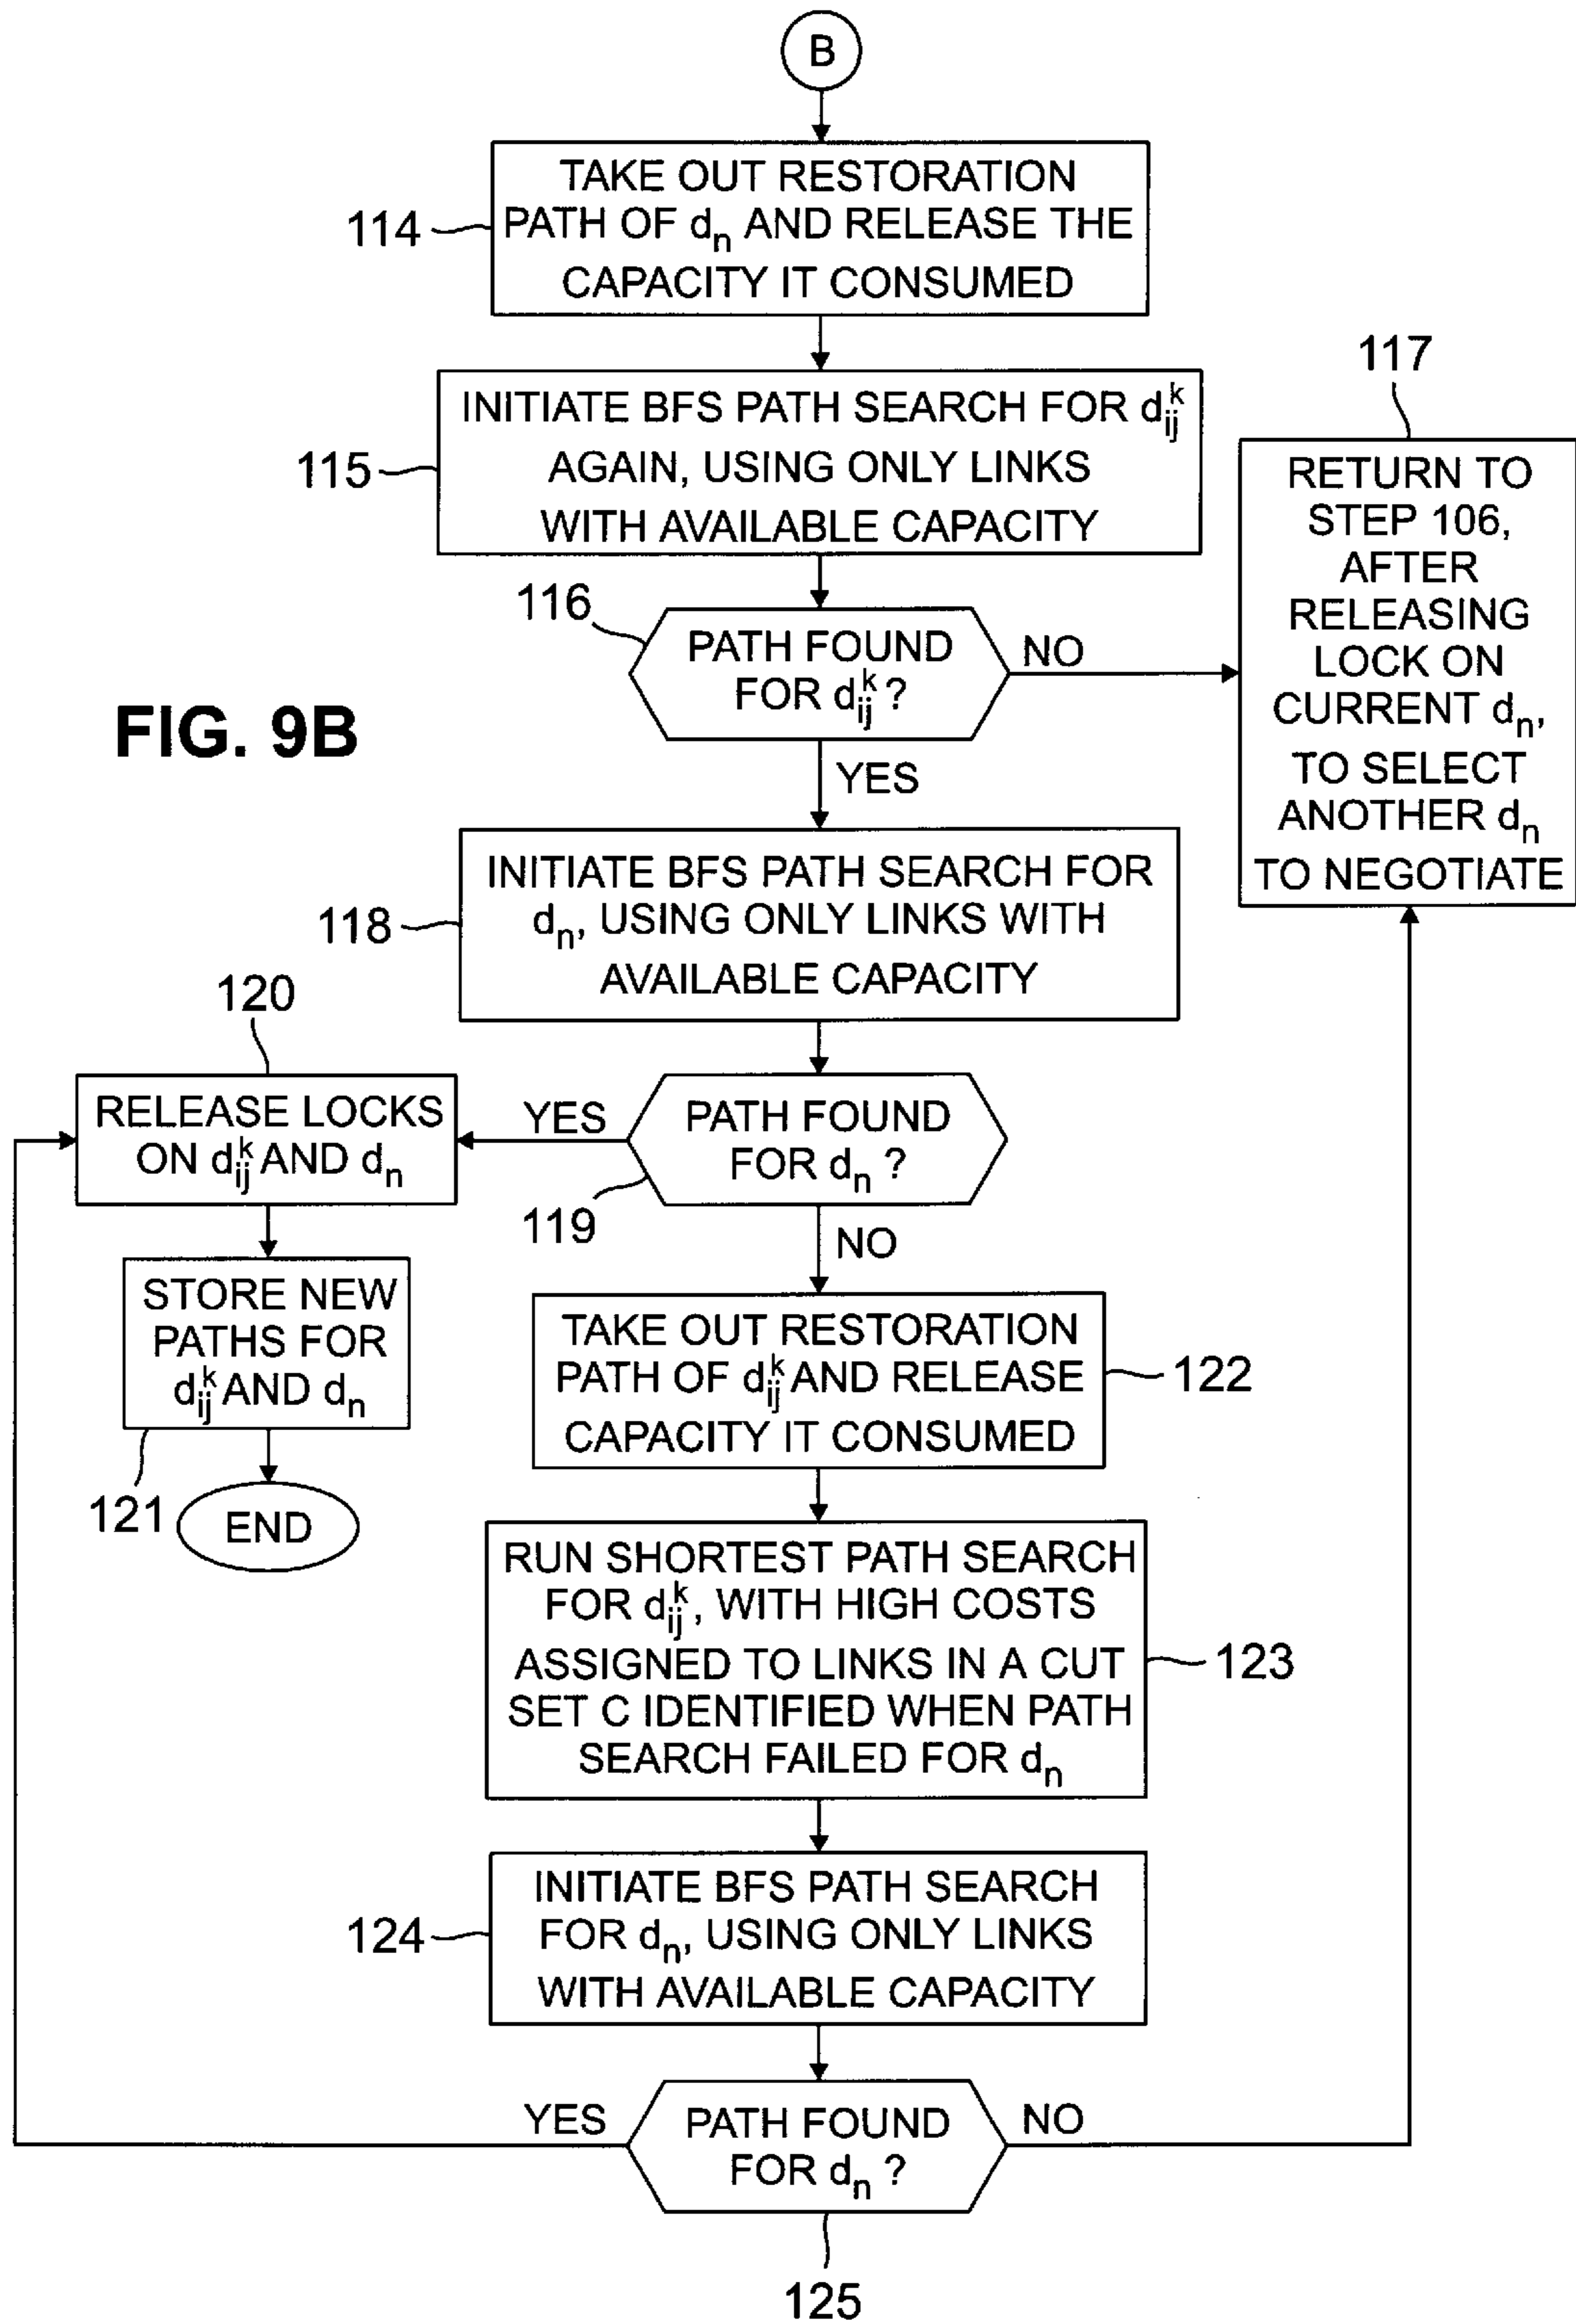 B
TAKE OUT RESTORATION
PATH OF dn AND RELEASE THE
CAPACITY IT CONSUMED
114
INITIATE BFS PATH SEARCH FOR d_ij^k
AGAIN, USING ONLY LINKS
WITH AVAILABLE CAPACITY
115
117
RETURN TO
STEP 106,
AFTER
RELEASING
LOCK ON
CURRENT dn,
TO SELECT
ANOTHER dn
TO NEGOTIATE
116
PATH FOUND
FOR d_ij^k ?
NO
YES
FIG. 9B
INITIATE BFS PATH SEARCH FOR
dn, USING ONLY LINKS WITH
AVAILABLE CAPACITY
118
120
RELEASE LOCKS
ON d_ij^k AND dn
YES
PATH FOUND
FOR dn ?
119
NO
STORE NEW
PATHS FOR
d_ij^k AND dn
121
END
TAKE OUT RESTORATION
PATH OF d_ij^k AND RELEASE
CAPACITY IT CONSUMED
122
RUN SHORTEST PATH SEARCH
FOR d_ij^k, WITH HIGH COSTS
ASSIGNED TO LINKS IN A CUT
SET C IDENTIFIED WHEN PATH
SEARCH FAILED FOR dn
123
INITIATE BFS PATH SEARCH
FOR dn, USING ONLY LINKS
WITH AVAILABLE CAPACITY
124
YES
PATH FOUND
FOR dn ?
NO
125